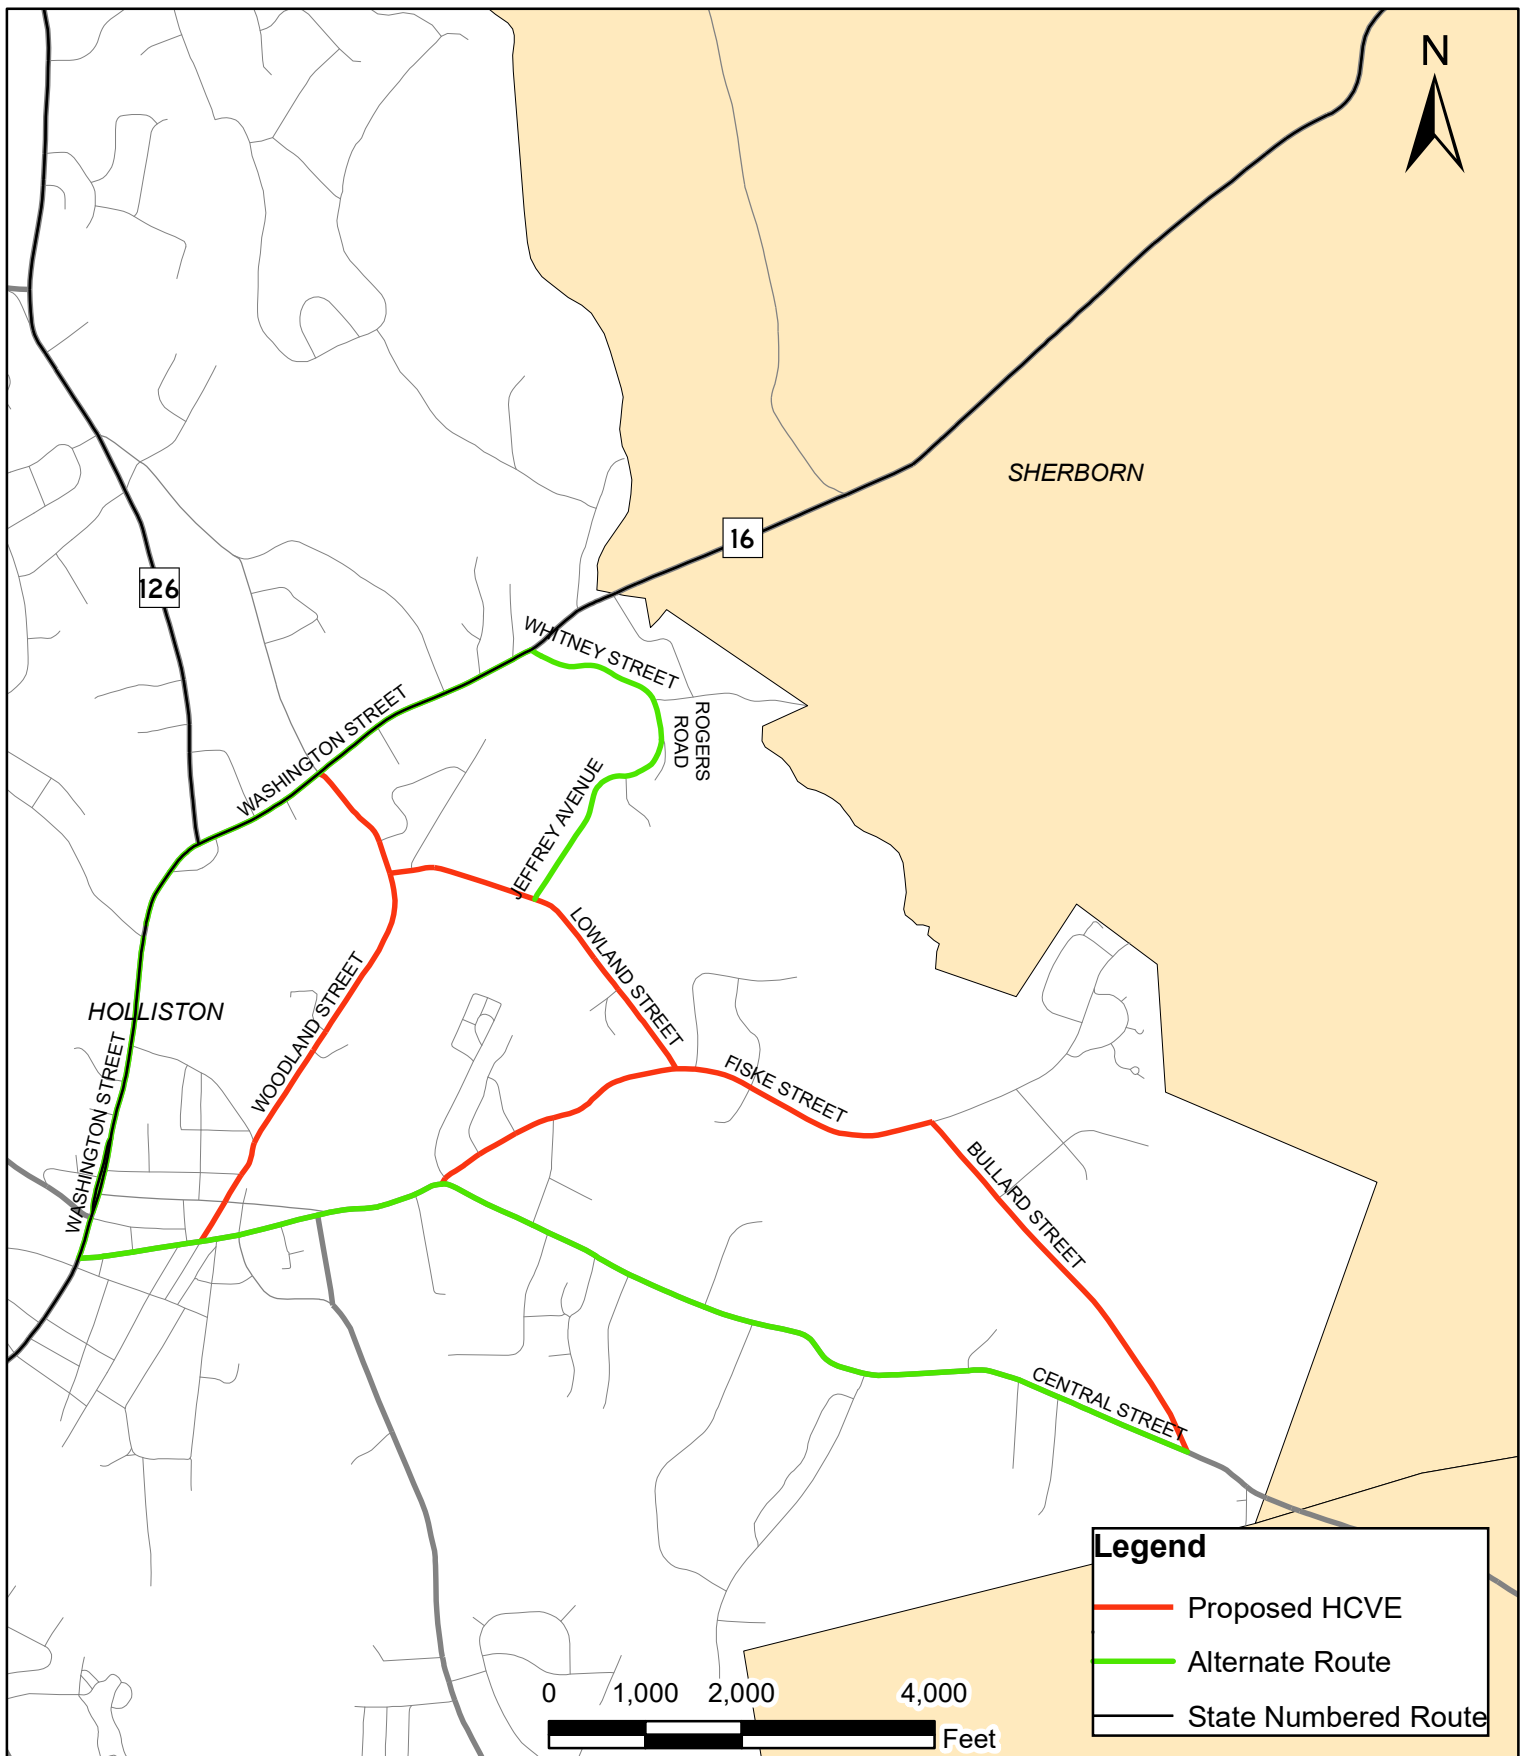 N
SHERBORN
16
126
WHITNEY STREET
WASHINGTON STREET
ROGERS
ROAD
JEFFREY AVENUE
LOWLAND STREET
WOODLAND STREET
HOLLISTON
WASHINGTON STREET
FISKE STREET
BULLARD STREET
CENTRAL STREET
Legend
Proposed HCVE
Alternate Route
State Numbered Route
0 1,000 2,000 4,000
Feet